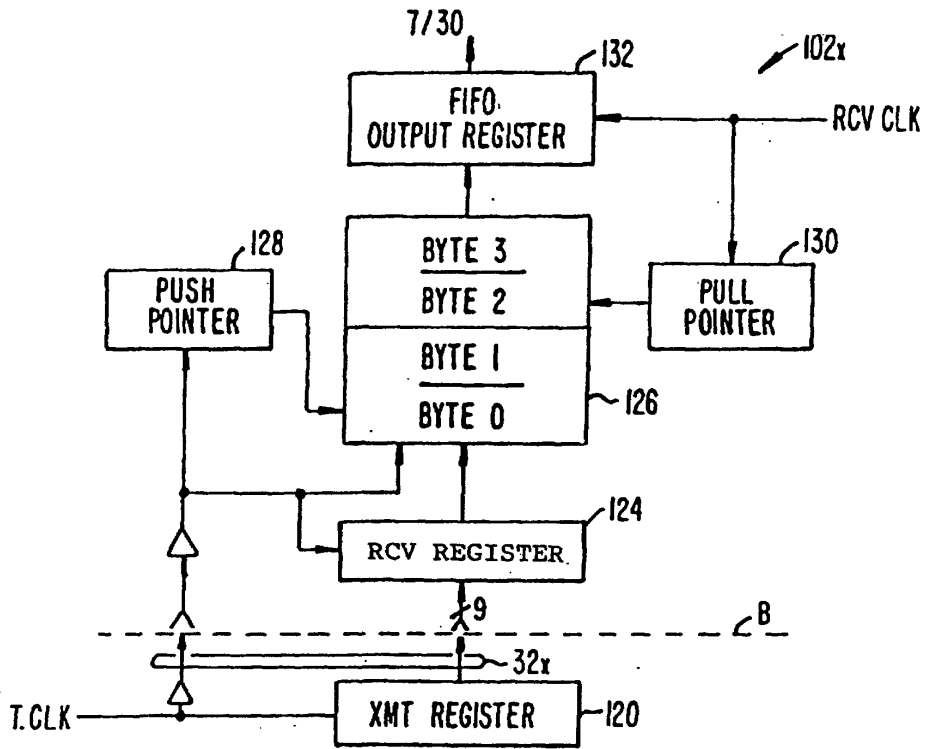 7/30
132
102x
FIFO
OUTPUT REGISTER
RCV CLK
128
BYTE 3
130
PUSH
POINTER
BYTE 2
PULL
POINTER
BYTE 1
BYTE 0
126
124
RCV REGISTER
9
B
32x
T. CLK
XMT REGISTER
120